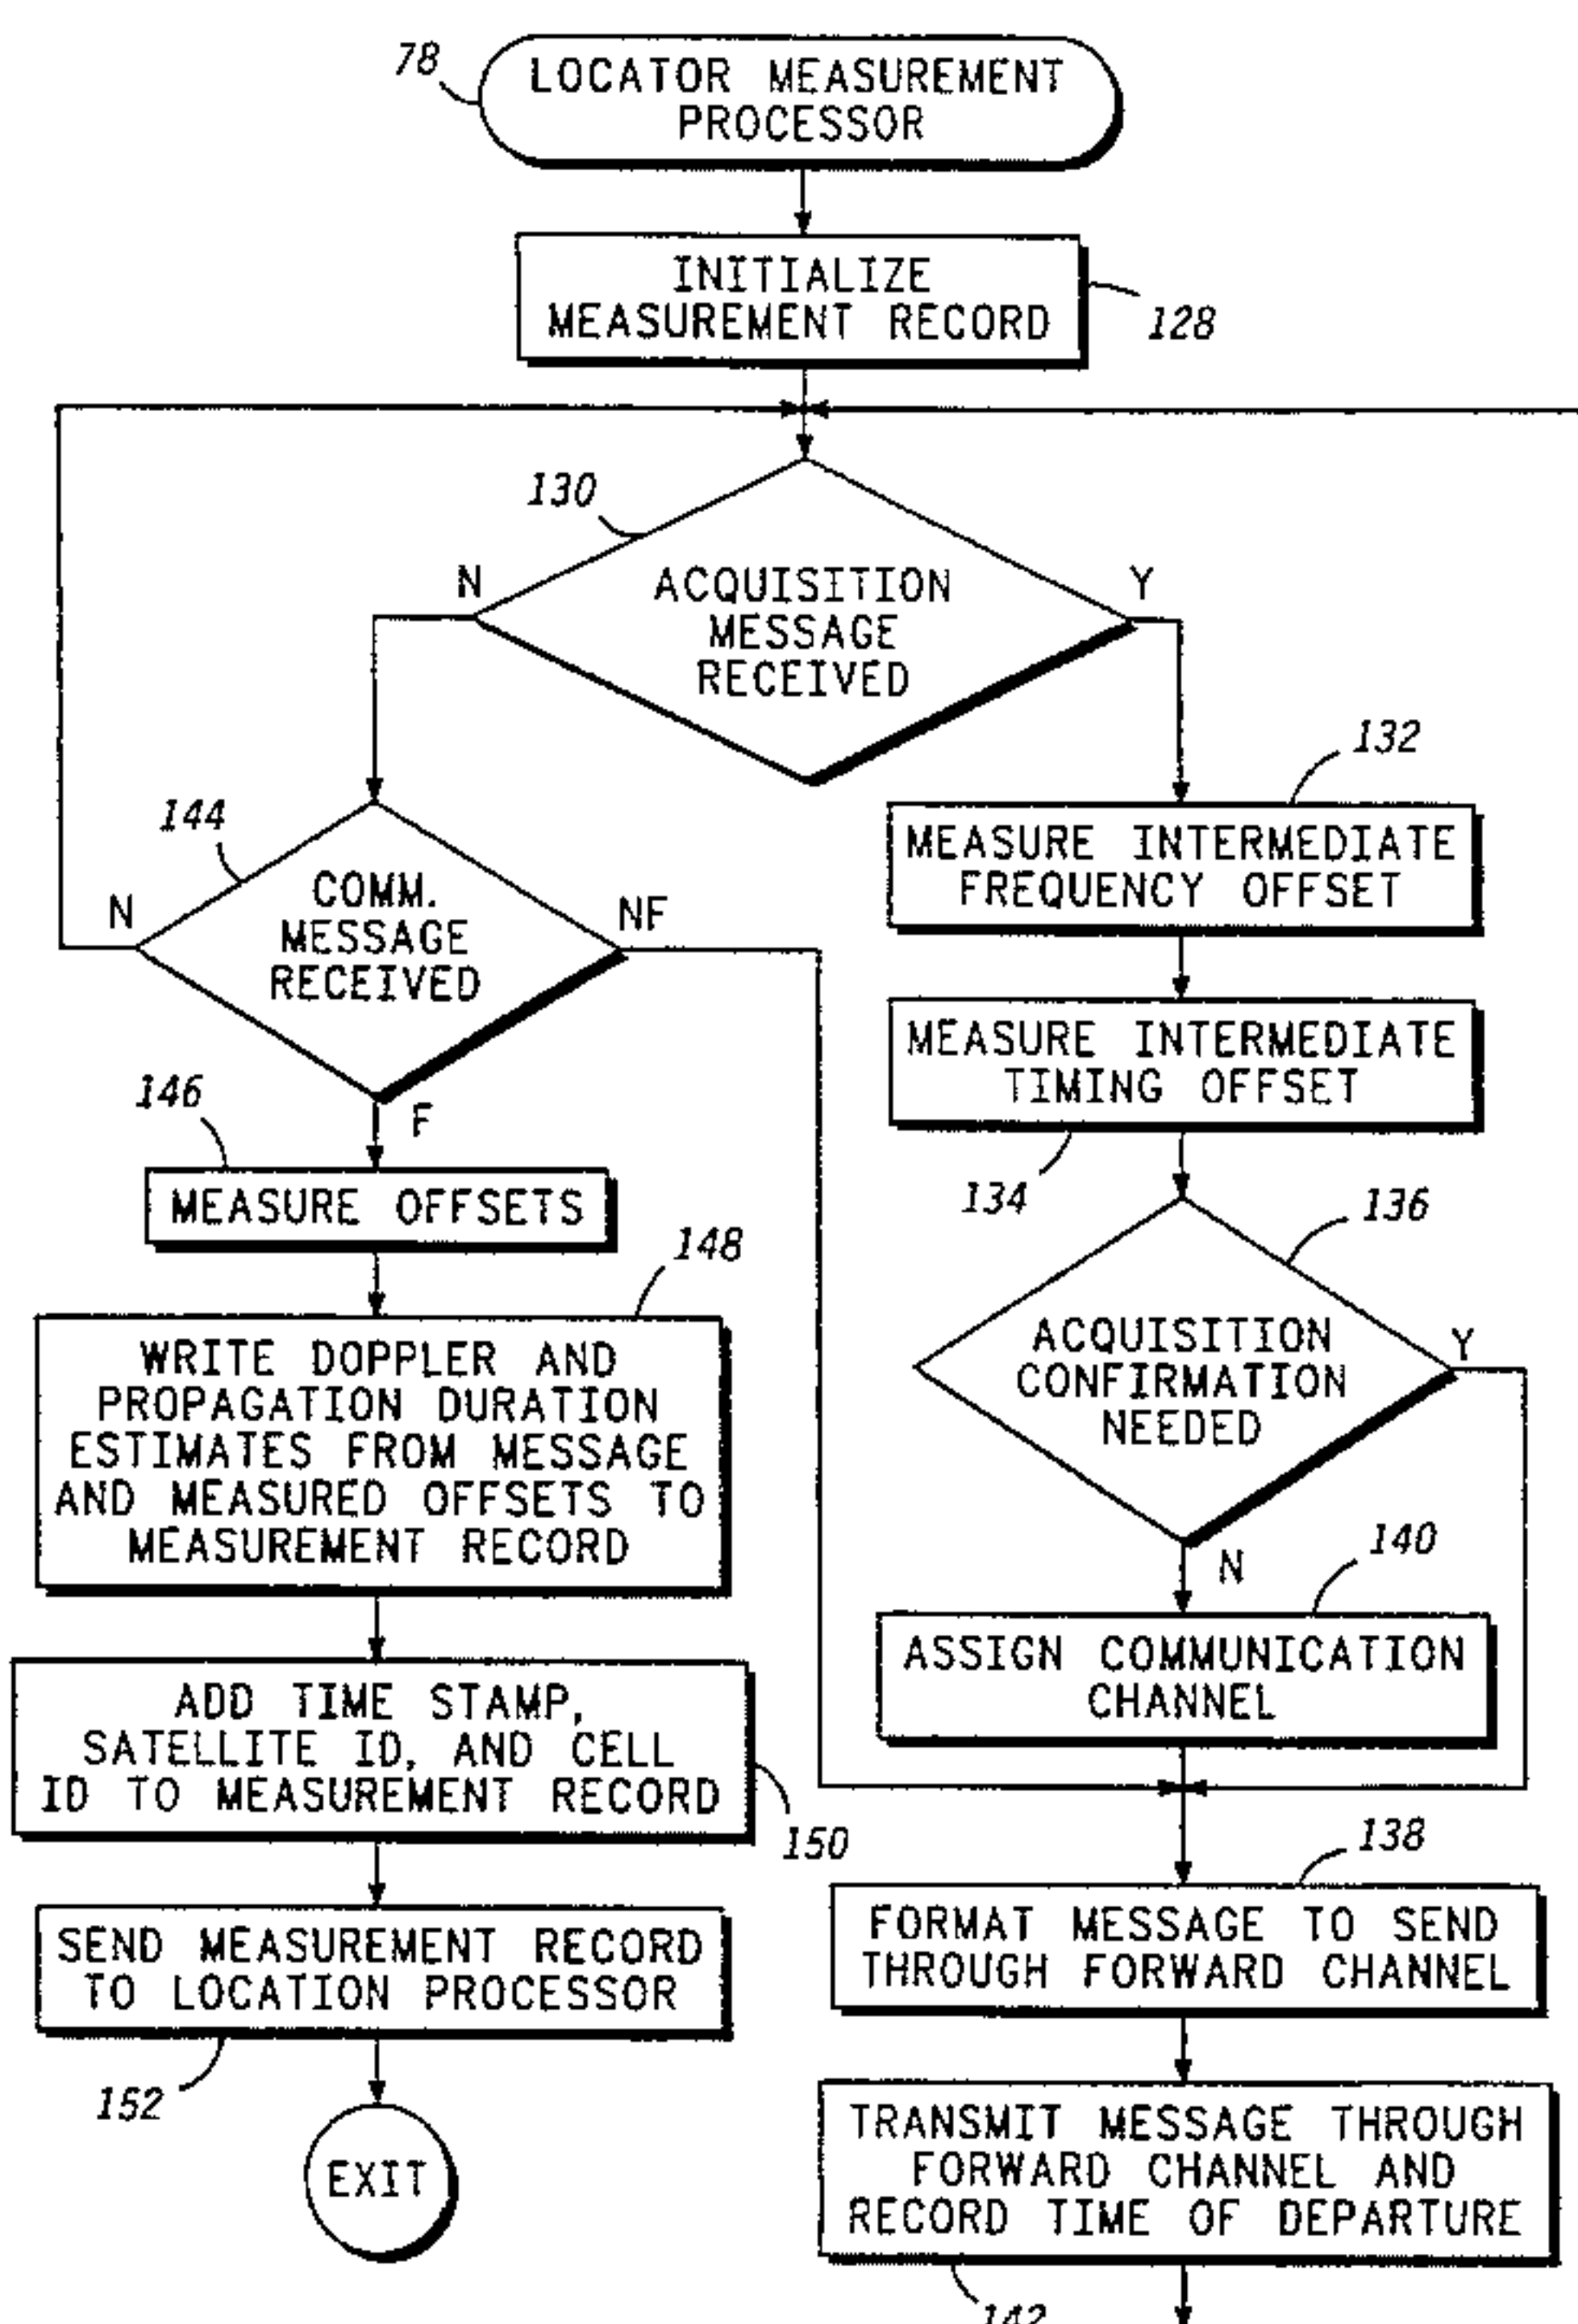 78
LOCATOR MEASUREMENT
PROCESSOR
INITIALIZE
MEASUREMENT RECORD
128
130
N
ACQUISITION
MESSAGE
RECEIVED
Y
132
MEASURE INTERMEDIATE
FREQUENCY OFFSET
144
N
COMM.
MESSAGE
RECEIVED
NF
F
MEASURE INTERMEDIATE
TIMING OFFSET
134
146
MEASURE OFFSETS
136
ACQUISITION
CONFIRMATION
NEEDED
Y
N
148
WRITE DOPPLER AND
PROPAGATION DURATION
ESTIMATES FROM MESSAGE
AND MEASURED OFFSETS TO
MEASUREMENT RECORD
140
ASSIGN COMMUNICATION
CHANNEL
ADD TIME STAMP,
SATELLITE ID, AND CELL
ID TO MEASUREMENT RECORD
150
138
FORMAT MESSAGE TO SEND
THROUGH FORWARD CHANNEL
SEND MEASUREMENT RECORD
TO LOCATION PROCESSOR
152
EXIT
TRANSMIT MESSAGE THROUGH
FORWARD CHANNEL AND
RECORD TIME OF DEPARTURE
142